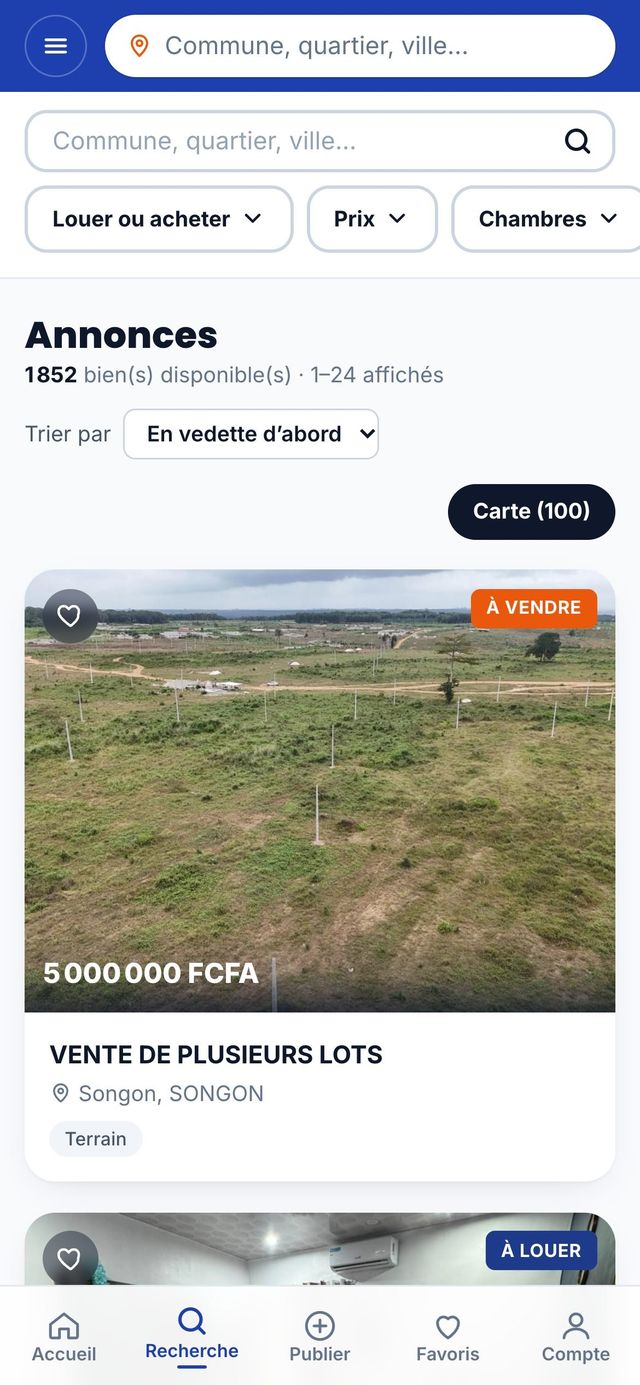 Commune, quartier, ville...
Commune, quartier, ville...
Louer ou acheter Prix Chambres
Annonces
1 852 bien(s) disponible(s) · 1–24 affichés
Trier par En vedette d’abord
Carte (100)
À VENDRE
5 000 000 FCFA
VENTE DE PLUSIEURS LOTS
Songon, SONGON
Terrain
À LOUER
Accueil Recherche Publier Favoris Compte